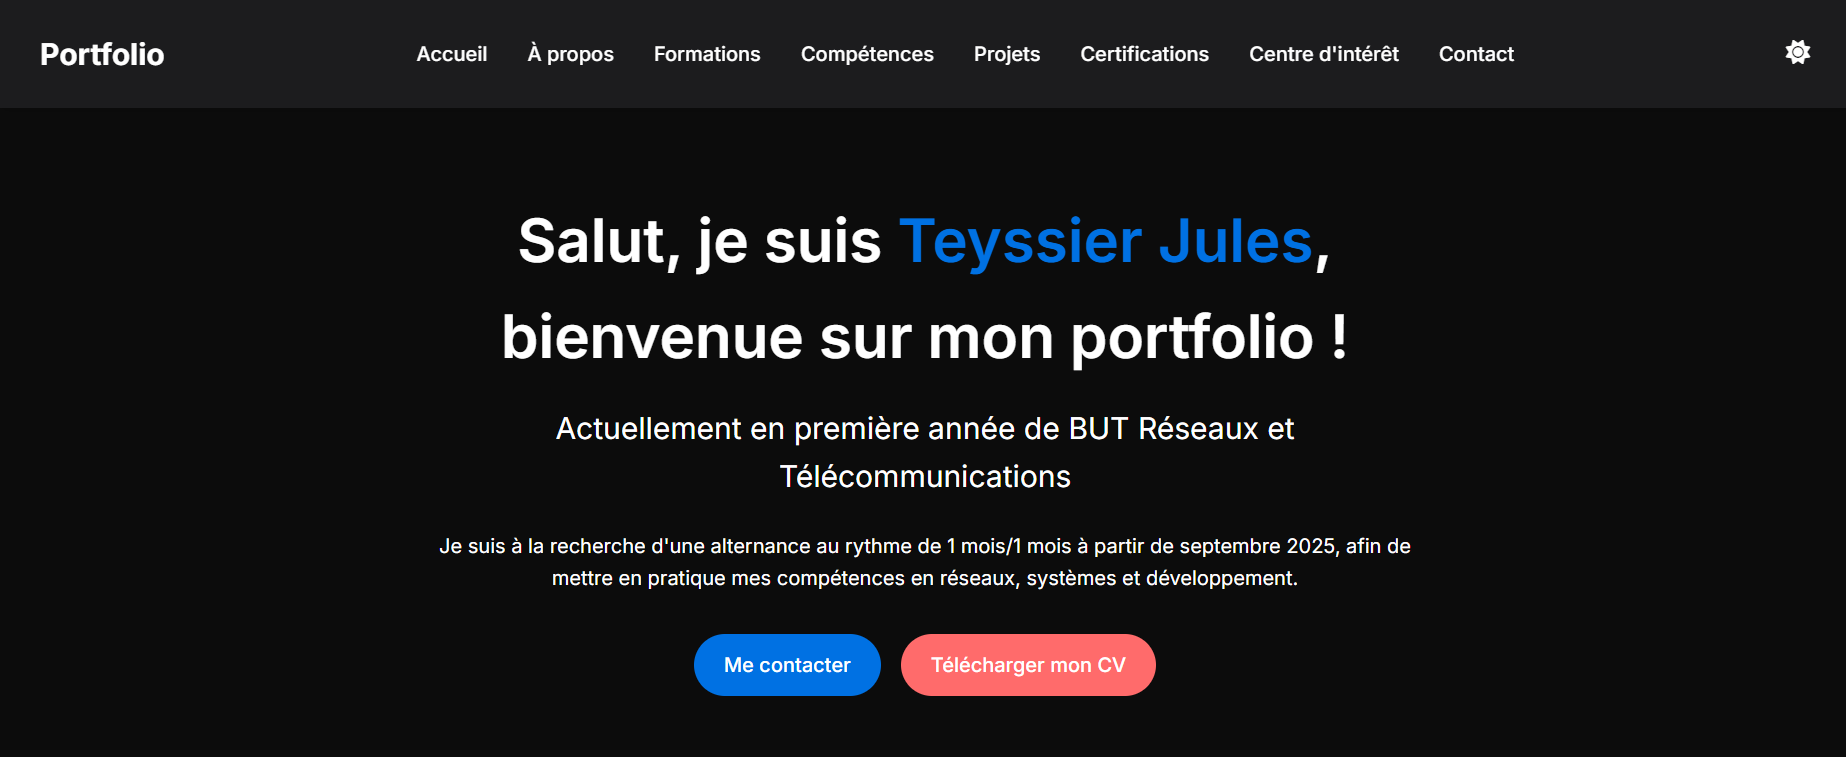 Portfolio
Accueil À propos Formations Compétences Projets Certifications Centre d'intérêt Contact
Salut, je suis Teyssier Jules,
bienvenue sur mon portfolio !
Actuellement en première année de BUT Réseaux et
Télécommunications
Je suis à la recherche d'une alternance au rythme de 1 mois/1 mois à partir de septembre 2025, afin de
mettre en pratique mes compétences en réseaux, systèmes et développement.
Me contacter
Télécharger mon CV